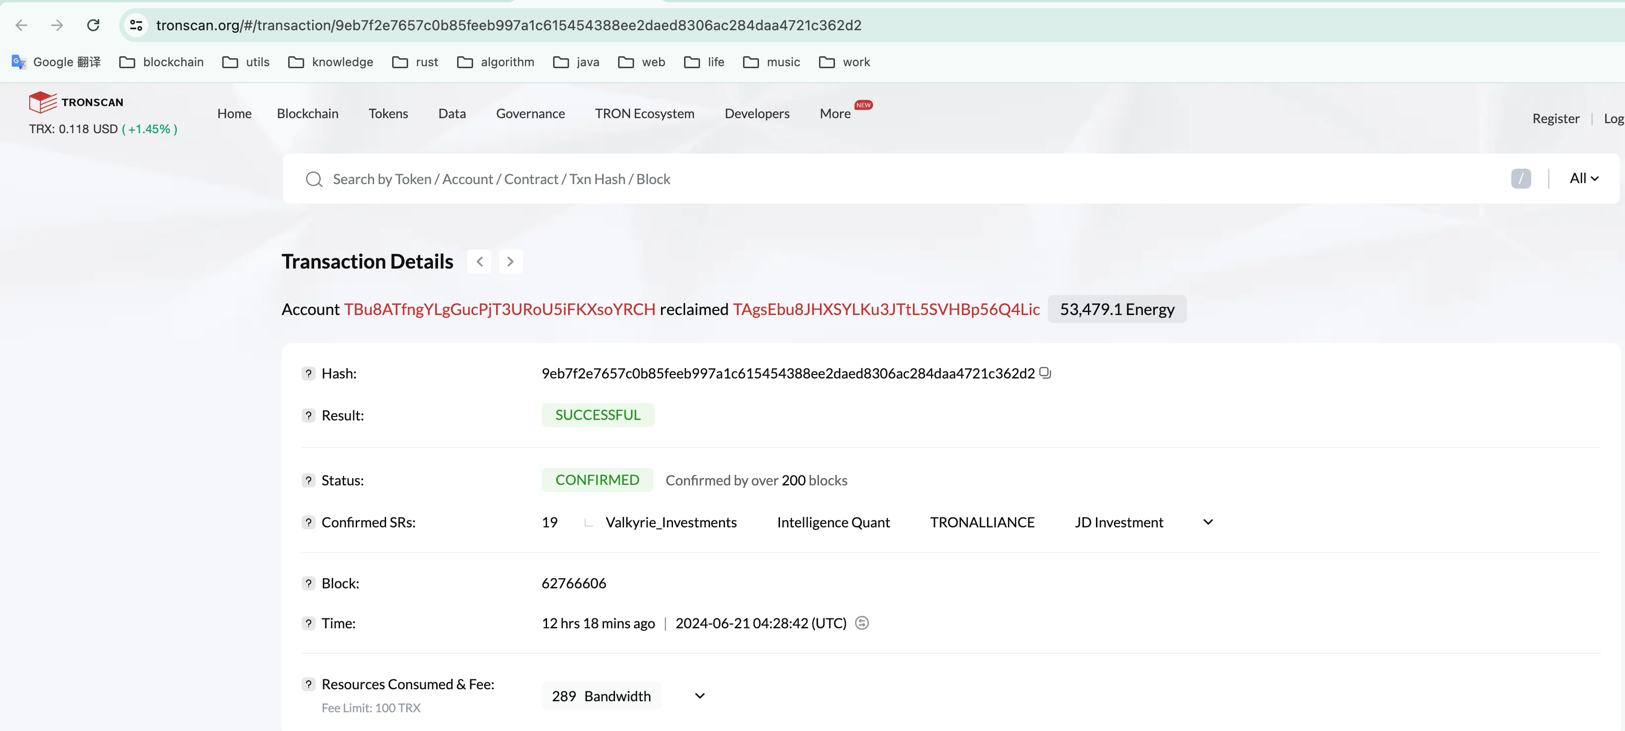 tronscan.org/#/transaction/9eb7f2e7657c0b85feeb997a1c615454388ee2daed8306ac284daa4721c362d2
Google 翻译 blockchain utils knowledge rust algorithm java web life music work
TRONSCAN
TRX: 0.118 USD ( +1.45% )
Home Blockchain Tokens Data Governance TRON Ecosystem Developers More NEW
Register | Log
Search by Token / Account / Contract / Txn Hash / Block / All
Transaction Details < >
Account TBu8ATfngYLgGucPjT3URoU5iFKXsoYRCH reclaimed TAgsEbu8JHXSYLKu3JTtL5SVHBp56Q4Lic 53,479.1 Energy
? Hash: 9eb7f2e7657c0b85feeb997a1c615454388ee2daed8306ac284daa4721c362d2
? Result: SUCCESSFUL
? Status: CONFIRMED Confirmed by over 200 blocks
? Confirmed SRs: 19 Valkyrie_Investments Intelligence Quant TRONALLIANCE JD Investment
? Block: 62766606
? Time: 12 hrs 18 mins ago | 2024-06-21 04:28:42 (UTC)
? Resources Consumed & Fee: 289 Bandwidth
Fee Limit: 100 TRX